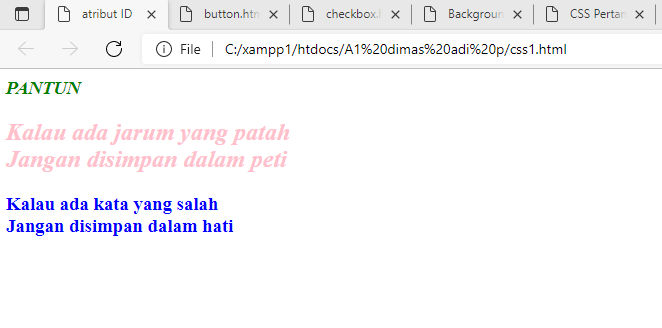 atribut ID
button.htm
checkbox.
Backgroun
CSS Pertan
File
C:/xampp1/htdocs/A1%20dimas%20adi%20p/css1.html
PANTUN
Kalau ada jarum yang patah
Jangan disimpan dalam peti
Kalau ada kata yang salah
Jangan disimpan dalam hati